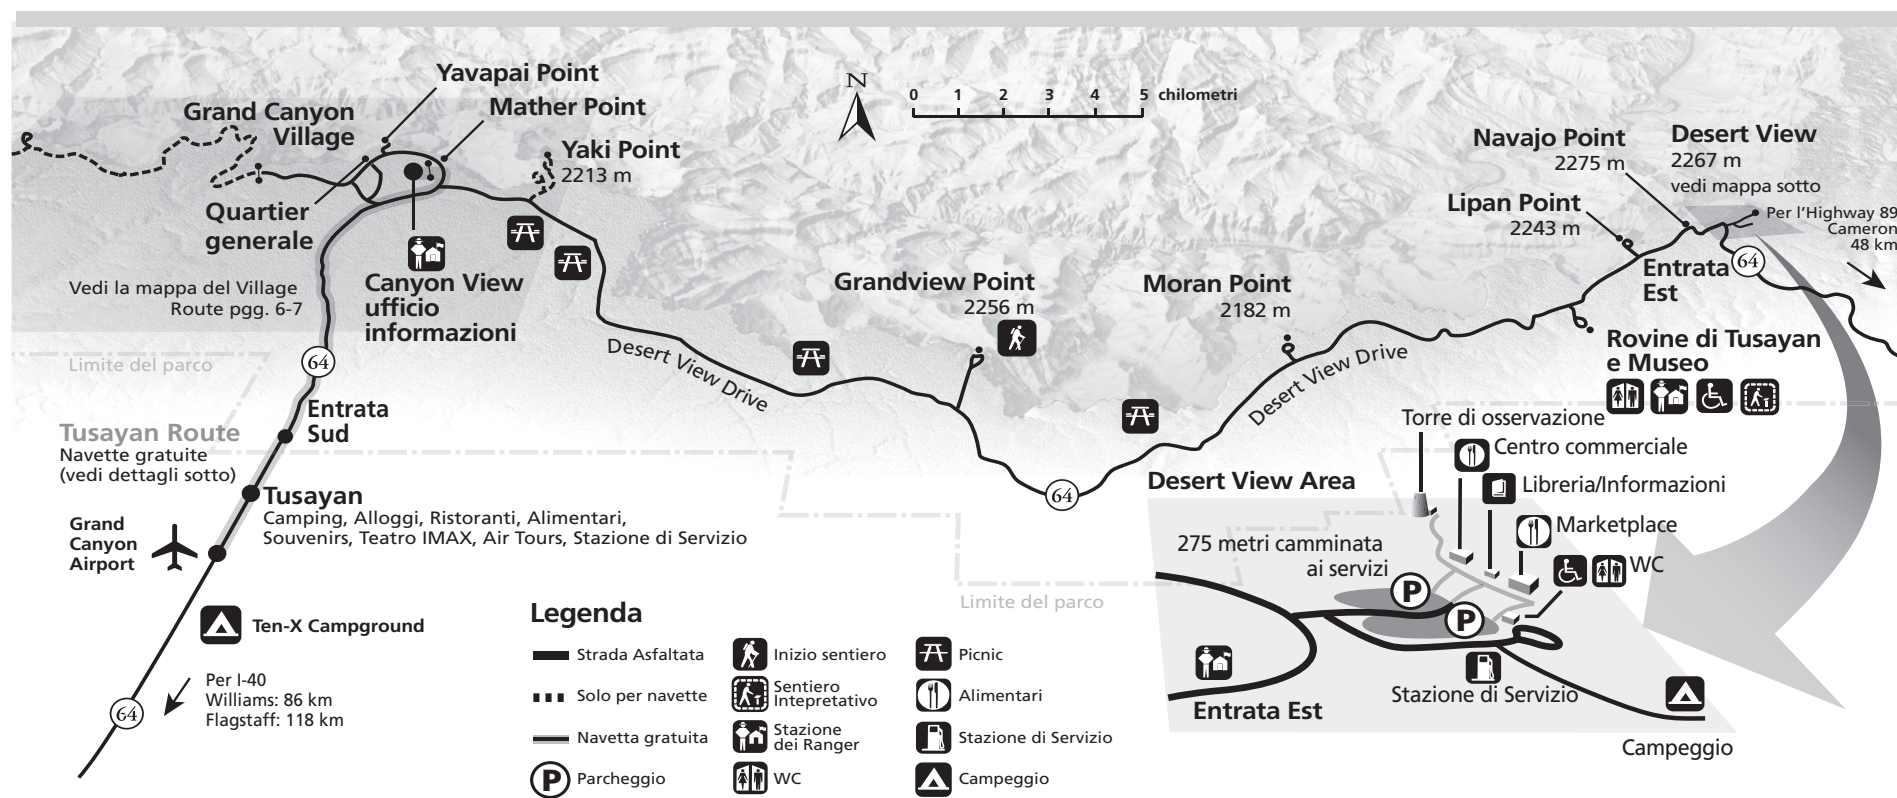 Yavapai Point
Mather Point
Grand Canyon
Village
Yaki Point
2213 m
N
0 1 2 3 4 5 chilometri
Navajo Point
2275 m
Desert View
2267 m
vedi mappa sotto
Lipan Point
2243 m
Per l'Highway 89
Cameron
48 km
Quartier
generale
Entrata
Est
64
Canyon View
ufficio
informazioni
Vedi la mappa del Village
Route pgg. 6-7
Grandview Point
2256 m
Moran Point
2182 m
Rovine di Tusayan
e Museo
Desert View Drive
Desert View Drive
Limite del parco
64
Entrata
Sud
Tusayan Route
Navette gratuite
(vedi dettagli sotto)
Tusayan
Camping, Alloggi, Ristoranti, Alimentari,
Souvenirs, Teatro IMAX, Air Tours, Stazione di Servizio
Grand
Canyon
Airport
64
Torre di osservazione
Centro commerciale
Desert View Area
Libreria/Informazioni
Marketplace
275 metri camminata
ai servizi
WC
P
P
Limite del parco
Stazione di Servizio
Entrata Est
Campeggio
Ten-X Campground
Per I-40
Williams: 86 km
Flagstaff: 118 km
64
Legenda
Strada Asfaltata
Solo per navette
Navetta gratuita
P Parcheggio
Inizio sentiero
Sentiero
Intepretativo
Stazione
dei Ranger
WC
Picnic
Alimentari
Stazione di Servizio
Campeggio